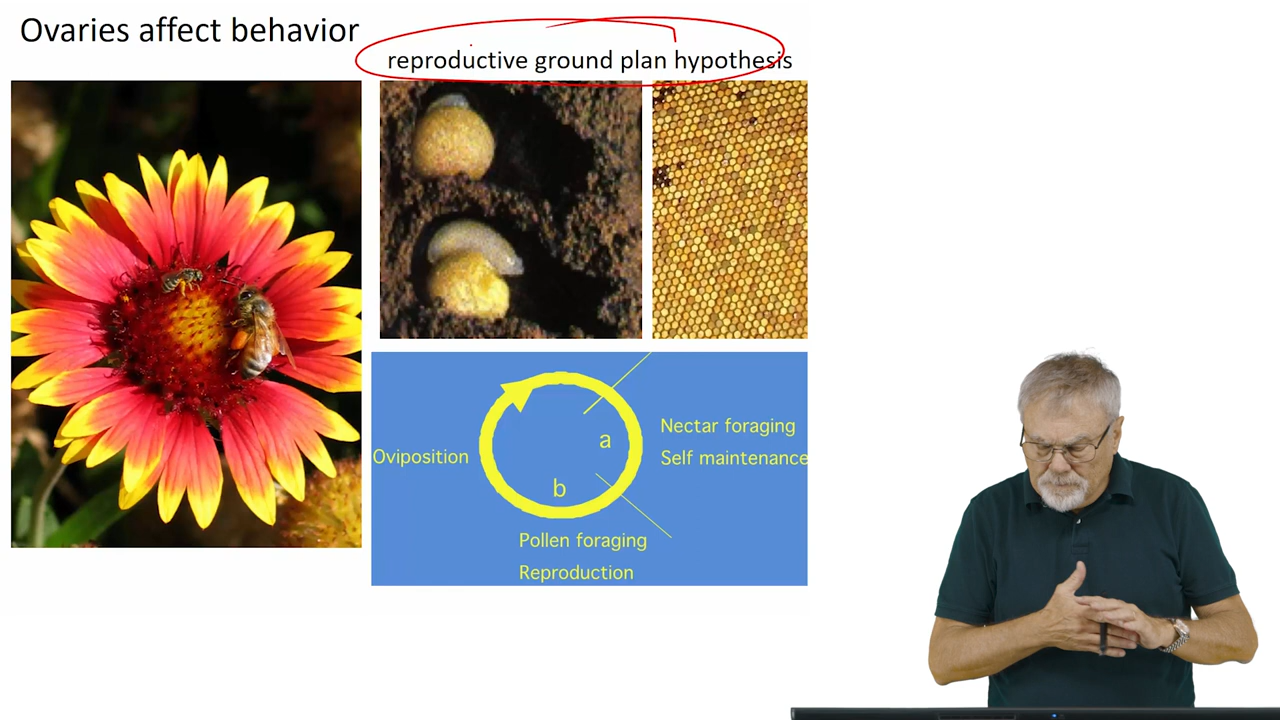 Ovaries affect behavior
reproductive ground plan hypothesis
Nectar foraging
a
Oviposition
Self maintenance
b
Pollen foraging
Reproduction